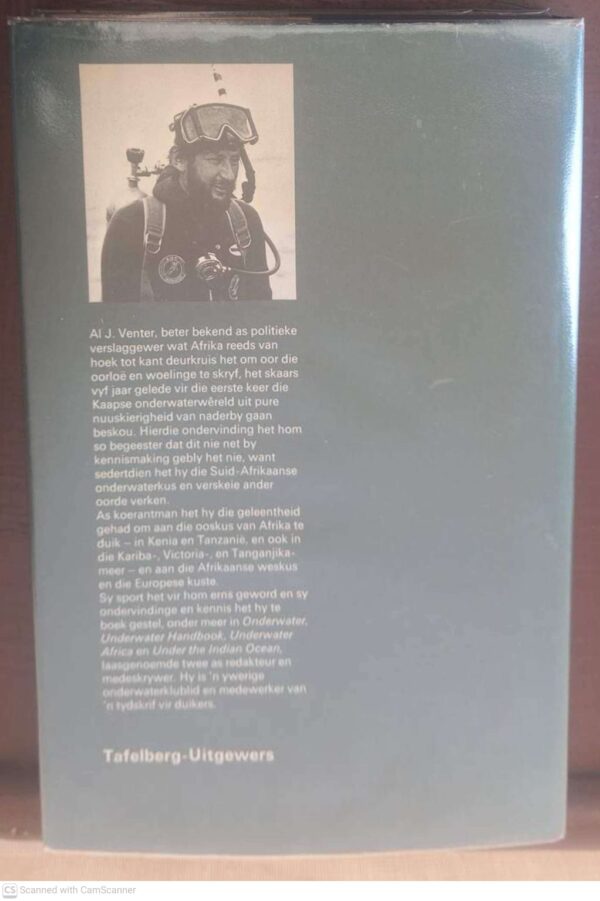 Al J. Venter, beter bekend as politieke
verslaggewer wat Afrika reeds van
hoek tot kant deurkruis het om oor die
oorloë en woelinge te skryf, het skaars
vyf jaar gelede vir die eerste keer die
Kaapse onderwaterwêreld uit pure
nuuskierigheid van naderby gaan
beskou. Hierdie ondervinding het hom
so begeester dat dit nie net by
kennismaking gebly het nie, want
sedertdien het hy die Suid-Afrikaanse
onderwaterkus en verskeie ander
oorde verken.
As koerantman het hy die geleentheid
gehad om aan die ooskus van Afrika te
duik – in Kenia en Tanzanië, en ook in
die Kariba-, Victoria-, en Tanganjika-
meer – en aan die Afrikaanse weskus
en die Europese kuste.
Sy sport het vir hom erns geword en sy
ondervindinge en kennis het hy te
boek gestel, onder meer in Onderwater,
Underwater Handbook, Underwater
Africa en Under the Indian Ocean,
laasgenoemde twee as redakteur en
medeskrywer. Hy is 'n ywerige
onderwaterklublid en medewerker van
'n tydskrif vir duikers.
Tafelberg-Uitgewers
CS Scanned with CamScanner